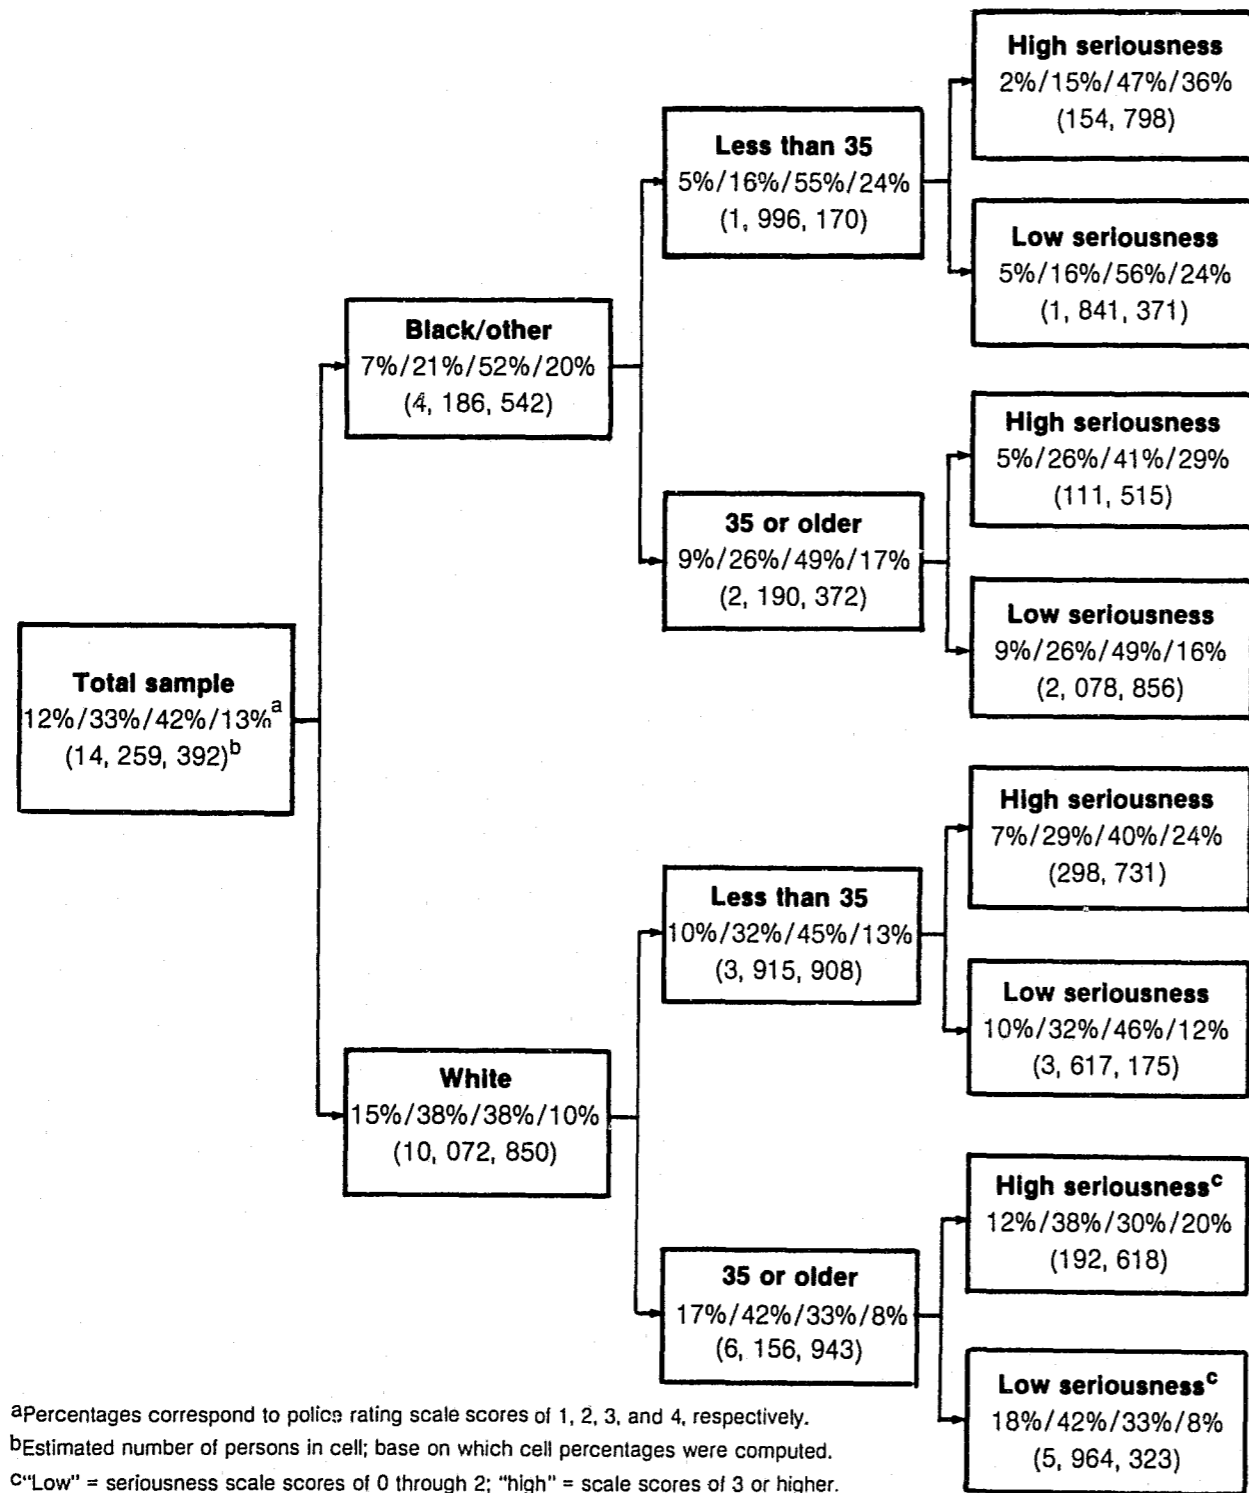 High seriousness
2%/15%/47%/36%
(154, 798)
Less than 35
5%/16%/55%/24%
(1, 996, 170)
Low seriousness
5%/16%/56%/24%
(1, 841, 371)
Black/other
7%/21%/52%/20%
(4, 186, 542)
High seriousness
5%/26%/41%/29%
(111, 515)
35 or older
9%/26%/49%/17%
(2, 190, 372)
Low seriousness
9%/26%/49%/16%
(2, 078, 856)
Total sample
12%/33%/42%/13%a
(14, 259, 392)b
High seriousness
7%/29%/40%/24%
(298, 731)
Less than 35
10%/32%/45%/13%
(3, 915, 908)
Low seriousness
10%/32%/46%/12%
(3, 617, 175)
White
15%/38%/38%/10%
(10, 072, 850)
High seriousnessc
12%/38%/30%/20%
(192, 618)
35 or older
17%/42%/33%/8%
(6, 156, 943)
Low seriousnessc
18%/42%/33%/8%
(5, 964, 323)
aPercentages correspond to police rating scale scores of 1, 2, 3, and 4, respectively.
bEstimated number of persons in cell; base on which cell percentages were computed.
c"Low" = seriousness scale scores of 0 through 2; "high" = scale scores of 3 or higher.